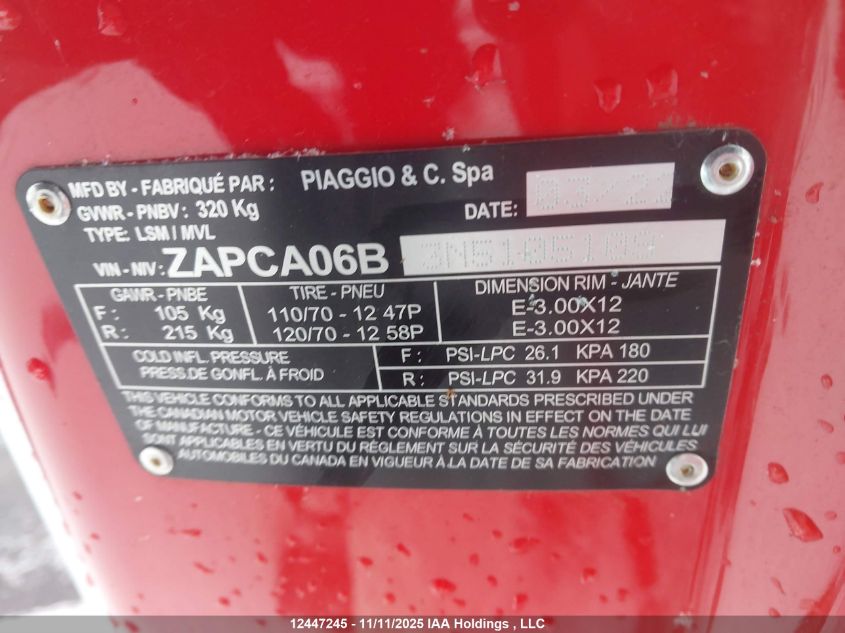 MFD BY - FABRIQUÉ PAR : PIAGGIO & C. Spa
GVWR - PNBV : 320 Kg DATE:
TYPE: LSM / MVL
VIN - NIV: ZAPCA06B
GAWR - PNBE TIRE - PNEU DIMENSION RIM - JANTE
F : 105 Kg 110/70 - 12 47P E-3.00X12
R : 215 Kg 120/70 - 12 58P E-3.00X12
COLD INFL. PRESSURE F : PSI-LPC 26.1 KPA 180
PRESS.DE GONFL. À FROID R : PSI-LPC 31.9 KPA 220
THIS VEHICLE CONFORMS TO ALL APPLICABLE STANDARDS PRESCRIBED UNDER
THE CANADIAN MOTOR VEHICLE SAFETY REGULATIONS IN EFFECT ON THE DATE
OF MANUFACTURE - CE VÉHICULE EST CONFORME À TOUTES LES NORMES QUI LUI
SONT APPLICABLES EN VERTU DU RÈGLEMENT SUR LA SÉCURITÉ DES VÉHICULES
AUTOMOBILES DU CANADA EN VIGUEUR À LA DATE DE SA FABRICATION
12447245 - 11/11/2025 IAA Holdings , LLC